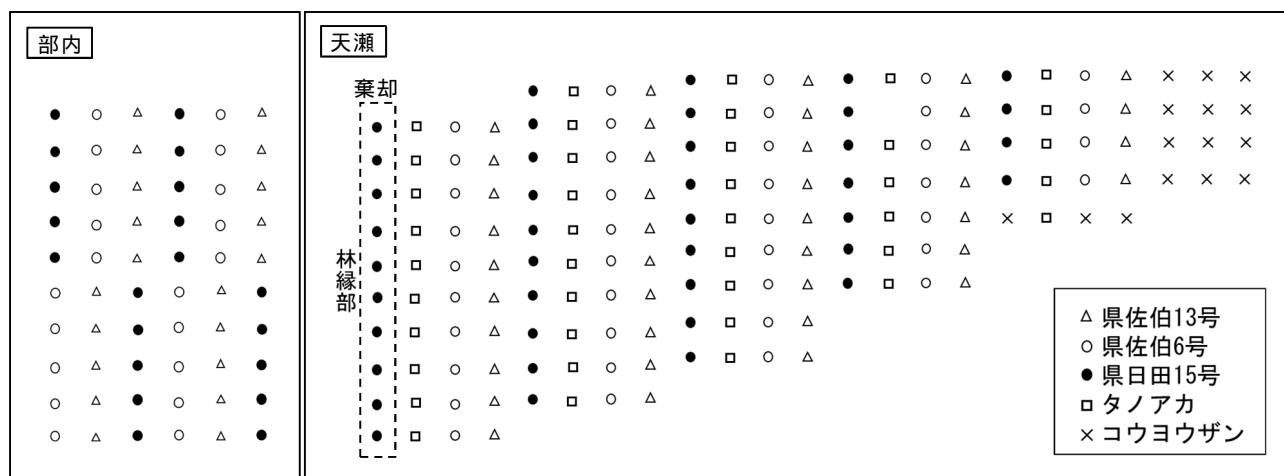 部内
天瀬
棄却
林縁部
県佐伯13号
県佐伯6号
県日田15号
タノアカ
コウヨウザン